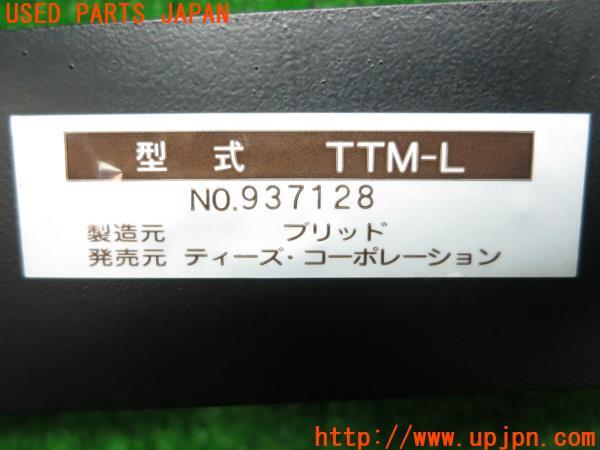 USED PARTS JAPAN
型式 TTM-L
NO.937128
製造元 ブリッド
発売元 ティーズ・コーポレーション
http://www.upjpn.com